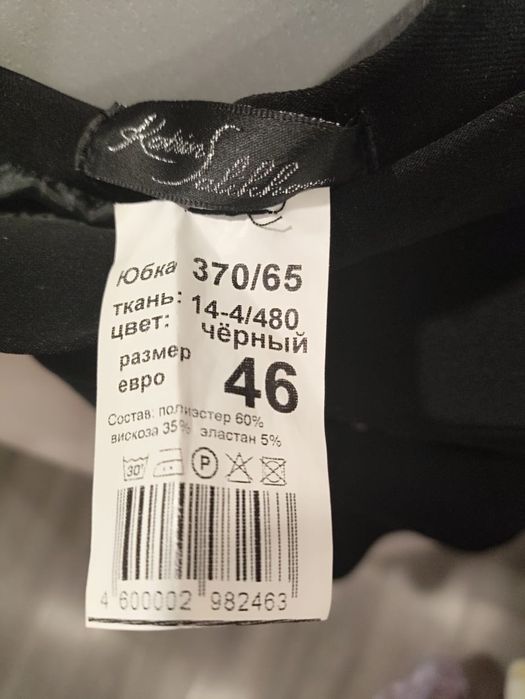 Юбка 370/65
ткань: 14-4/480
цвет: чёрный
размер
евро 46
Состав: полиэстер 60%
вискоза 35% эластан 5%
30°
P
4 600002 982463